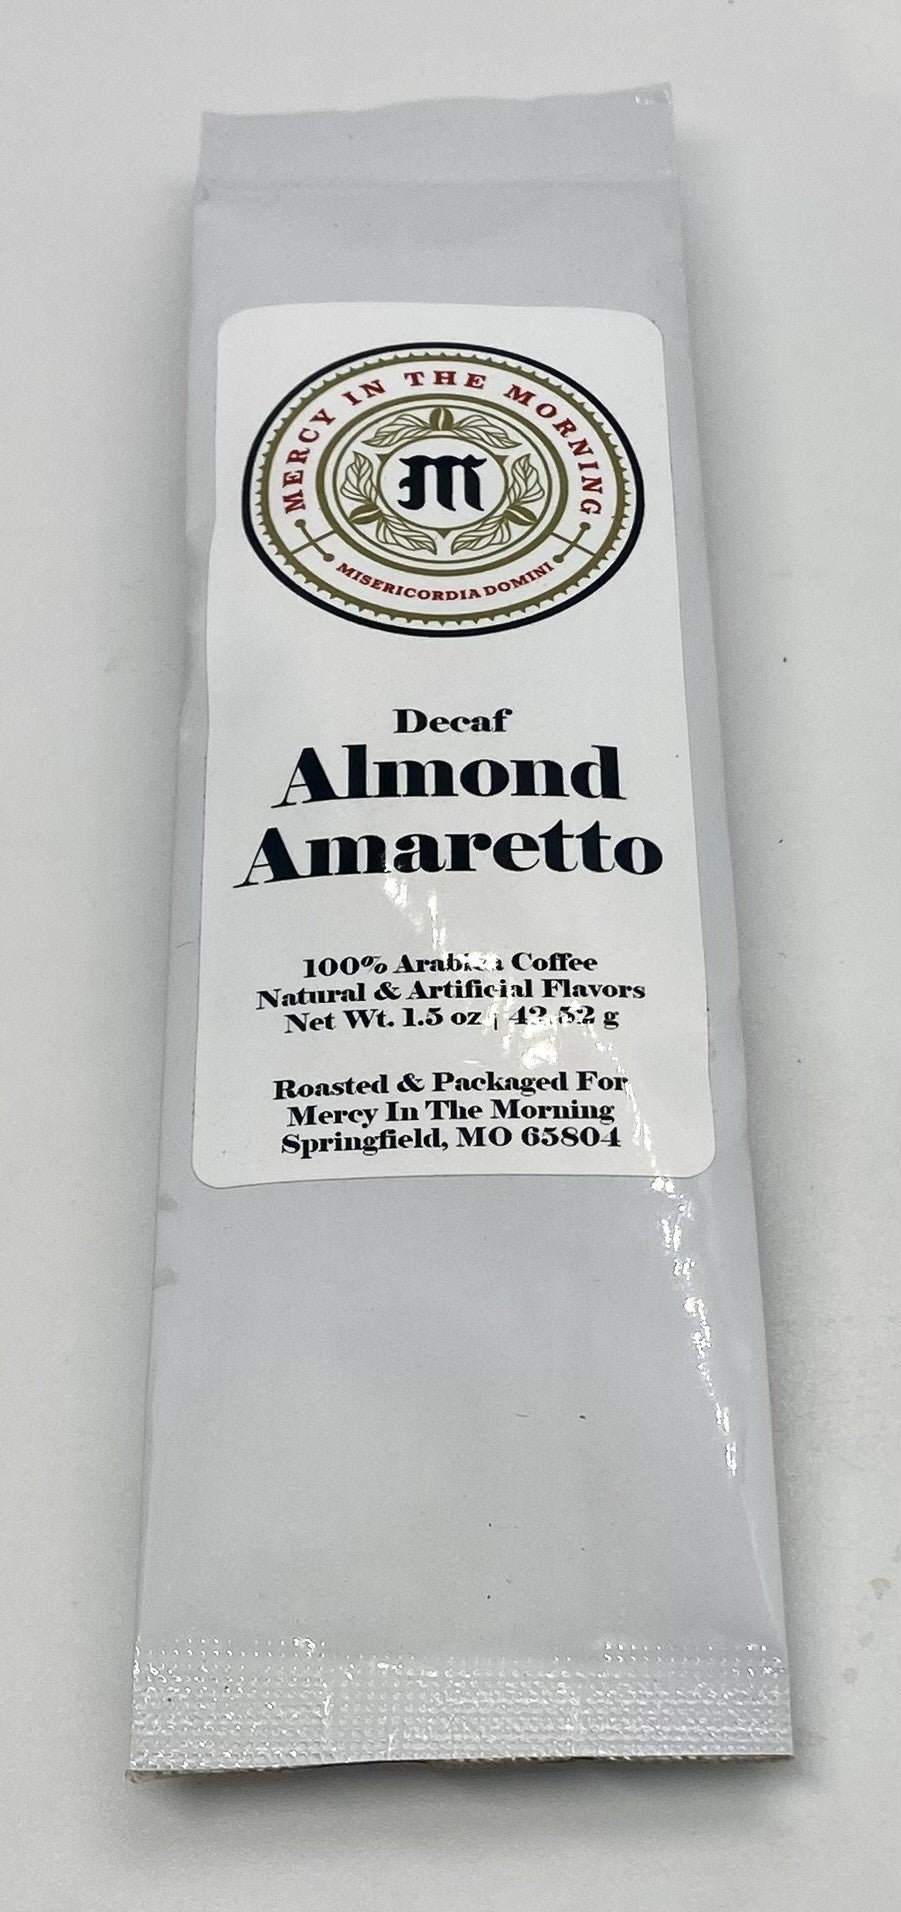 MERCY IN THE MORNING
M
MISERICORDIA DOMINI
Decaf
Almond
Amaretto
100% Arabica Coffee
Natural & Artificial Flavors
Net Wt. 1.5 oz | 42.52 g
Roasted & Packaged For
Mercy In The Morning
Springfield, MO 65804